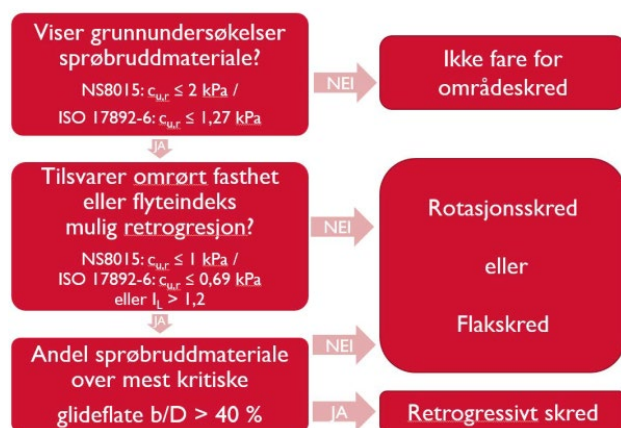 Viser grunnundersøkelser
sprøbruddmateriale?
NS8015: cu,r ≤ 2 kPa /
ISO 17892-6: cu,r ≤ 1,27 kPa
NEI
Ikke fare for
områdeskred
JA
Tilsvarer omrørt fasthet
eller flyteindeks
mulig retrogresjon?
NS8015: cu,r ≤ 1 kPa /
ISO 17892-6: cu,r ≤ 0,69 kPa
eller IL > 1,2
NEI
Rotasjonsskred
eller
Flakskred
JA
Andel sprøbruddmateriale
over mest kritiske
glideflate b/D > 40 %
NEI
JA
Retrogressivt skred